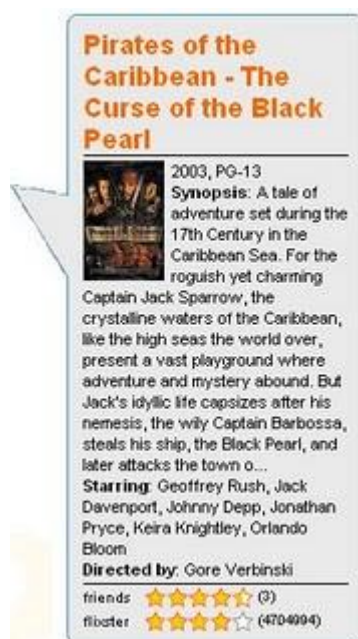 Pirates of the
Caribbean - The
Curse of the Black
Pearl
2003, PG-13
Synopsis: A tale of
adventure set during the
17th Century in the
Caribbean Sea. For the
roguish yet charming
Captain Jack Sparrow, the
crystalline waters of the Caribbean,
like the high seas the world over,
present a vast playground where
adventure and mystery abound. But
Jack's idyllic life capsizes after his
nemesis, the wily Captain Barbossa,
steals his ship, the Black Pearl, and
later attacks the town o...
Starring: Geoffrey Rush, Jack
Davenport, Johnny Depp, Jonathan
Pryce, Keira Knightley, Orlando
Bloom
Directed by: Gore Verbinski
friends (3)
flixster (4704994)